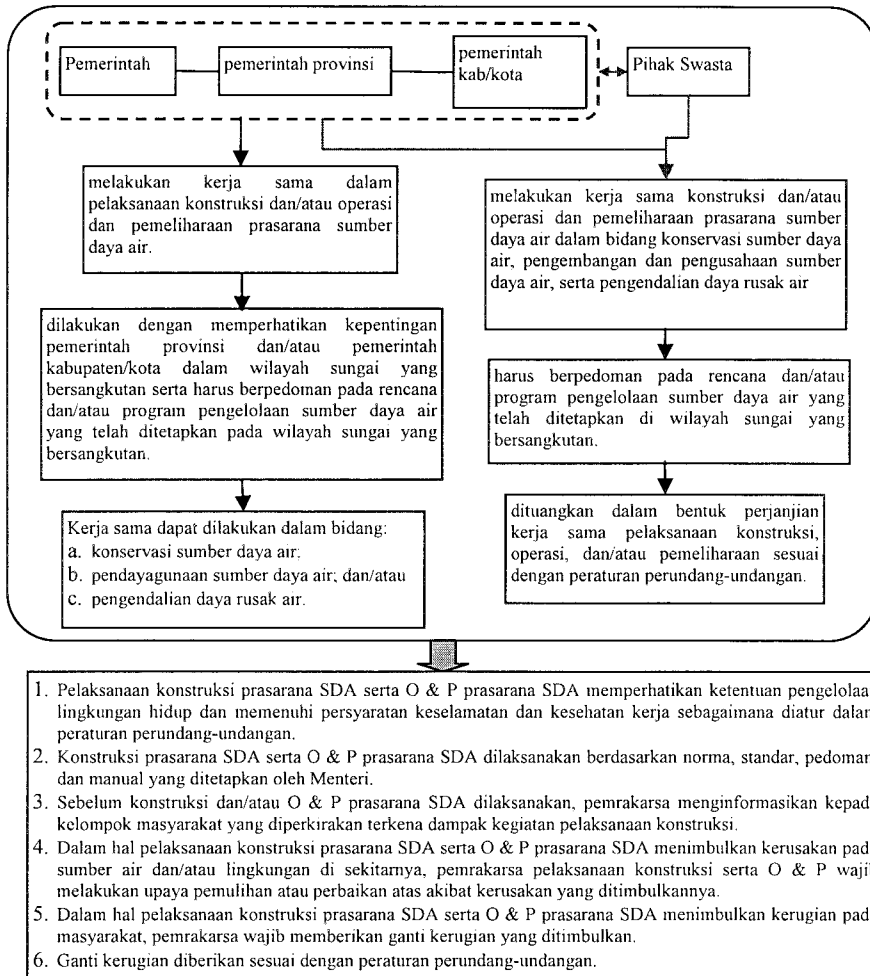 Pemerintah
pemerintah provinsi
pemerintah
kab/kota
Pihak Swasta
melakukan kerja sama dalam
pelaksanaan konstruksi dan/atau operasi
dan pemeliharaan prasarana sumber
daya air.
dilakukan dengan memperhatikan kepentingan
pemerintah provinsi dan/atau pemerintah
kabupaten/kota dalam wilayah sungai yang
bersangkutan serta harus berpedoman pada rencana
dan/atau program pengelolaan sumber daya air
yang telah ditetapkan pada wilayah sungai yang
bersangkutan.
Kerja sama dapat dilakukan dalam bidang:
a. konservasi sumber daya air;
b. pendayagunaan sumber daya air; dan/atau
c. pengendalian daya rusak air.
melakukan kerja sama konstruksi dan/atau
operasi dan pemeliharaan prasarana sumber
daya air dalam bidang konservasi sumber daya
air, pengembangan dan pengusahaan sumber
daya air, serta pengendalian daya rusak air
harus berpedoman pada rencana dan/atau
program pengelolaan sumber daya air yang
telah ditetapkan di wilayah sungai yang
bersangkutan.
dituangkan dalam bentuk perjanjian
kerja sama pelaksanaan konstruksi,
operasi, dan/atau pemeliharaan sesuai
dengan peraturan perundang-undangan.
1. Pelaksanaan konstruksi prasarana SDA serta O & P prasarana SDA memperhatikan ketentuan pengelolaa
lingkungan hidup dan memenuhi persyaratan keselamatan dan kesehatan kerja sebagaimana diatur dalan
peraturan perundang-undangan.
2. Konstruksi prasarana SDA serta O & P prasarana SDA dilaksanakan berdasarkan norma, standar, pedoman
dan manual yang ditetapkan oleh Menteri.
3. Sebelum konstruksi dan/atau O & P prasarana SDA dilaksanakan, pemrakarsa menginformasikan kepad
kelompok masyarakat yang diperkirakan terkena dampak kegiatan pelaksanaan konstruksi.
4. Dalam hal pelaksanaan konstruksi prasarana SDA serta O & P prasarana SDA menimbulkan kerusakan pad
sumber air dan/atau lingkungan di sekitarnya, pemrakarsa pelaksanaan konstruksi serta O & P waji
melakukan upaya pemulihan atau perbaikan atas akibat kerusakan yang ditimbulkannya.
5. Dalam hal pelaksanaan konstruksi prasarana SDA serta O & P prasarana SDA menimbulkan kerugian pad
masyarakat, pemrakarsa wajib memberikan ganti kerugian yang ditimbulkan.
6. Ganti kerugian diberikan sesuai dengan peraturan perundang-undangan.